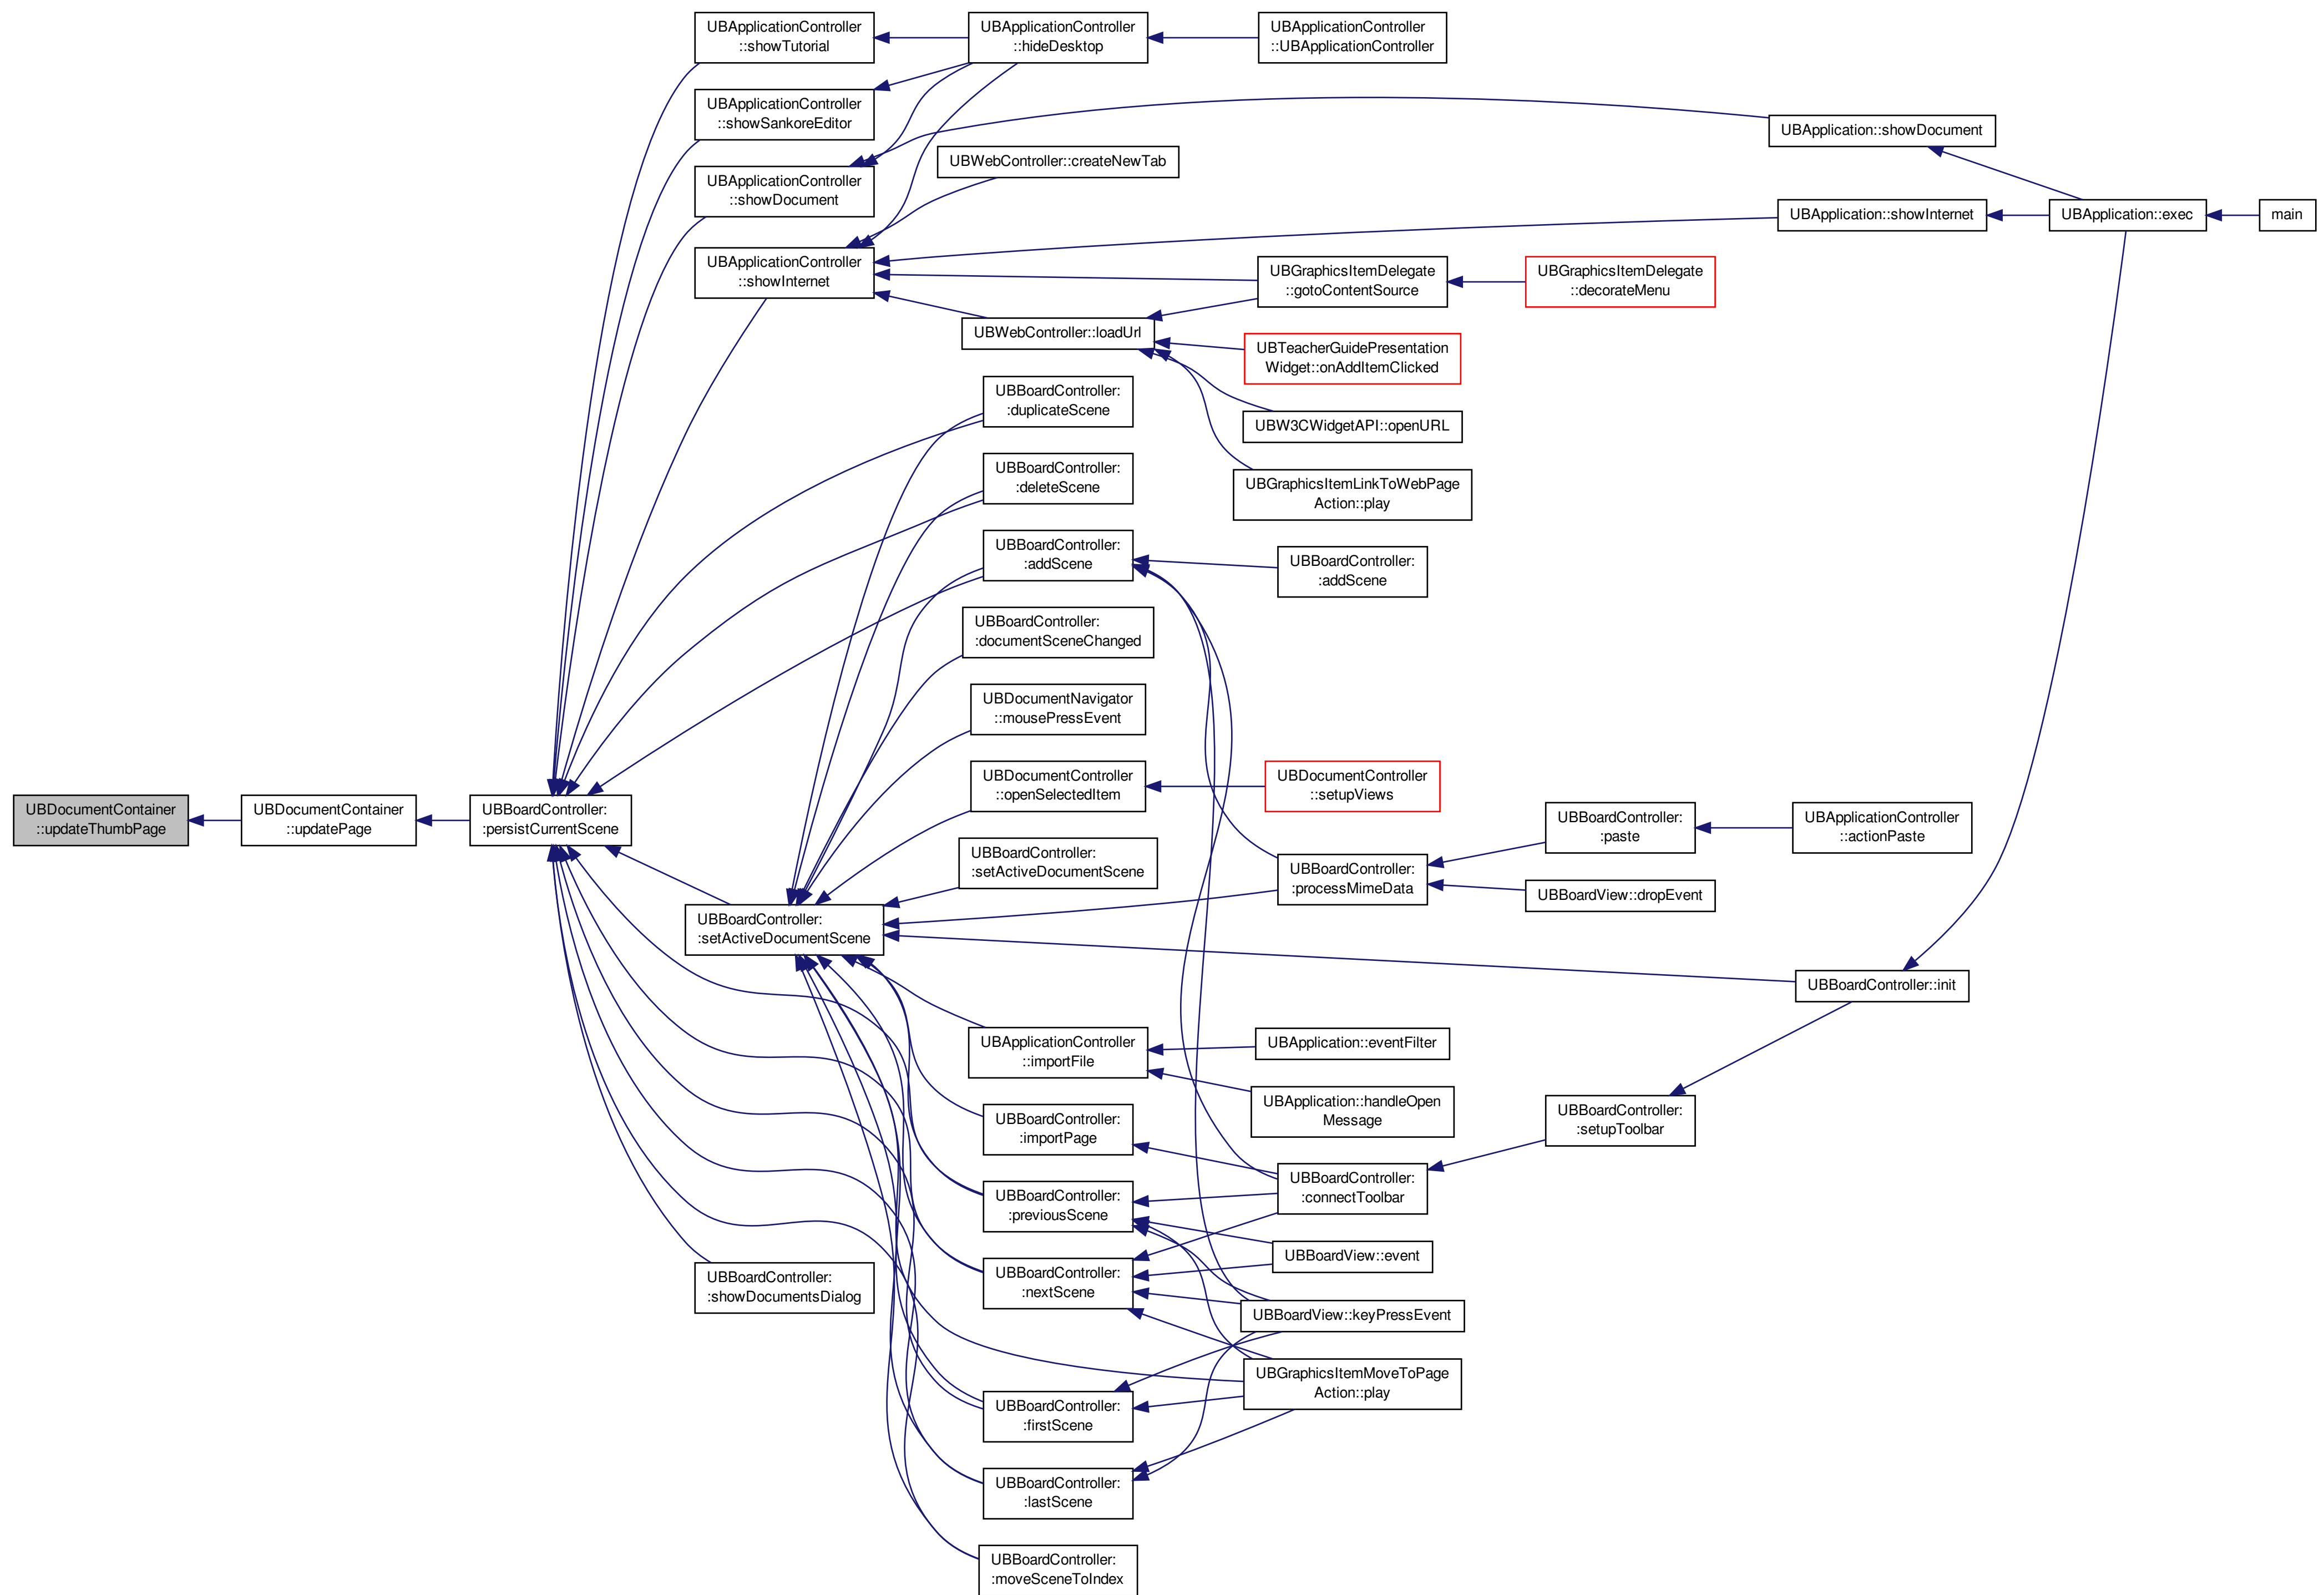 UBApplicationController
::showTutorial
UBApplicationController
::hideDesktop
UBApplicationController
::UBApplicationController
UBApplicationController
::showSankoreEditor
UBApplication::showDocument
UBWebController::createNewTab
UBApplicationController
::showDocument
UBApplication::showInternet
UBApplication::exec
main
UBApplicationController
::showInternet
UBGraphicsItemDelegate
::gotoContentSource
UBGraphicsItemDelegate
::decorateMenu
UBWebController::loadUrl
UBTeacherGuidePresentation
Widget::onAddItemClicked
UBBoardController:
:duplicateScene
UBW3CWidgetAPI::openURL
UBBoardController:
:deleteScene
UBGraphicsItemLinkToWebPage
Action::play
UBBoardController:
:addScene
UBBoardController:
:addScene
UBBoardController:
:documentSceneChanged
UBDocumentNavigator
::mousePressEvent
UBDocumentController
::openSelectedItem
UBDocumentController
::setupViews
UBDocumentContainer
::updateThumbPage
UBDocumentContainer
::updatePage
UBBoardController:
:persistCurrentScene
UBBoardController:
:paste
UBApplicationController
::actionPaste
UBBoardController:
:setActiveDocumentScene
UBBoardController:
:processMimeData
UBBoardView::dropEvent
UBBoardController:
:setActiveDocumentScene
UBBoardController::init
UBApplicationController
::importFile
UBApplication::eventFilter
UBApplication::handleOpen
Message
UBBoardController:
:importPage
UBBoardController:
:setupToolbar
UBBoardController:
:connectToolbar
UBBoardController:
:previousScene
UBBoardView::event
UBBoardController:
:showDocumentsDialog
UBBoardController:
:nextScene
UBBoardView::keyPressEvent
UBGraphicsItemMoveToPage
Action::play
UBBoardController:
:firstScene
UBBoardController:
:lastScene
UBBoardController:
:moveSceneToIndex